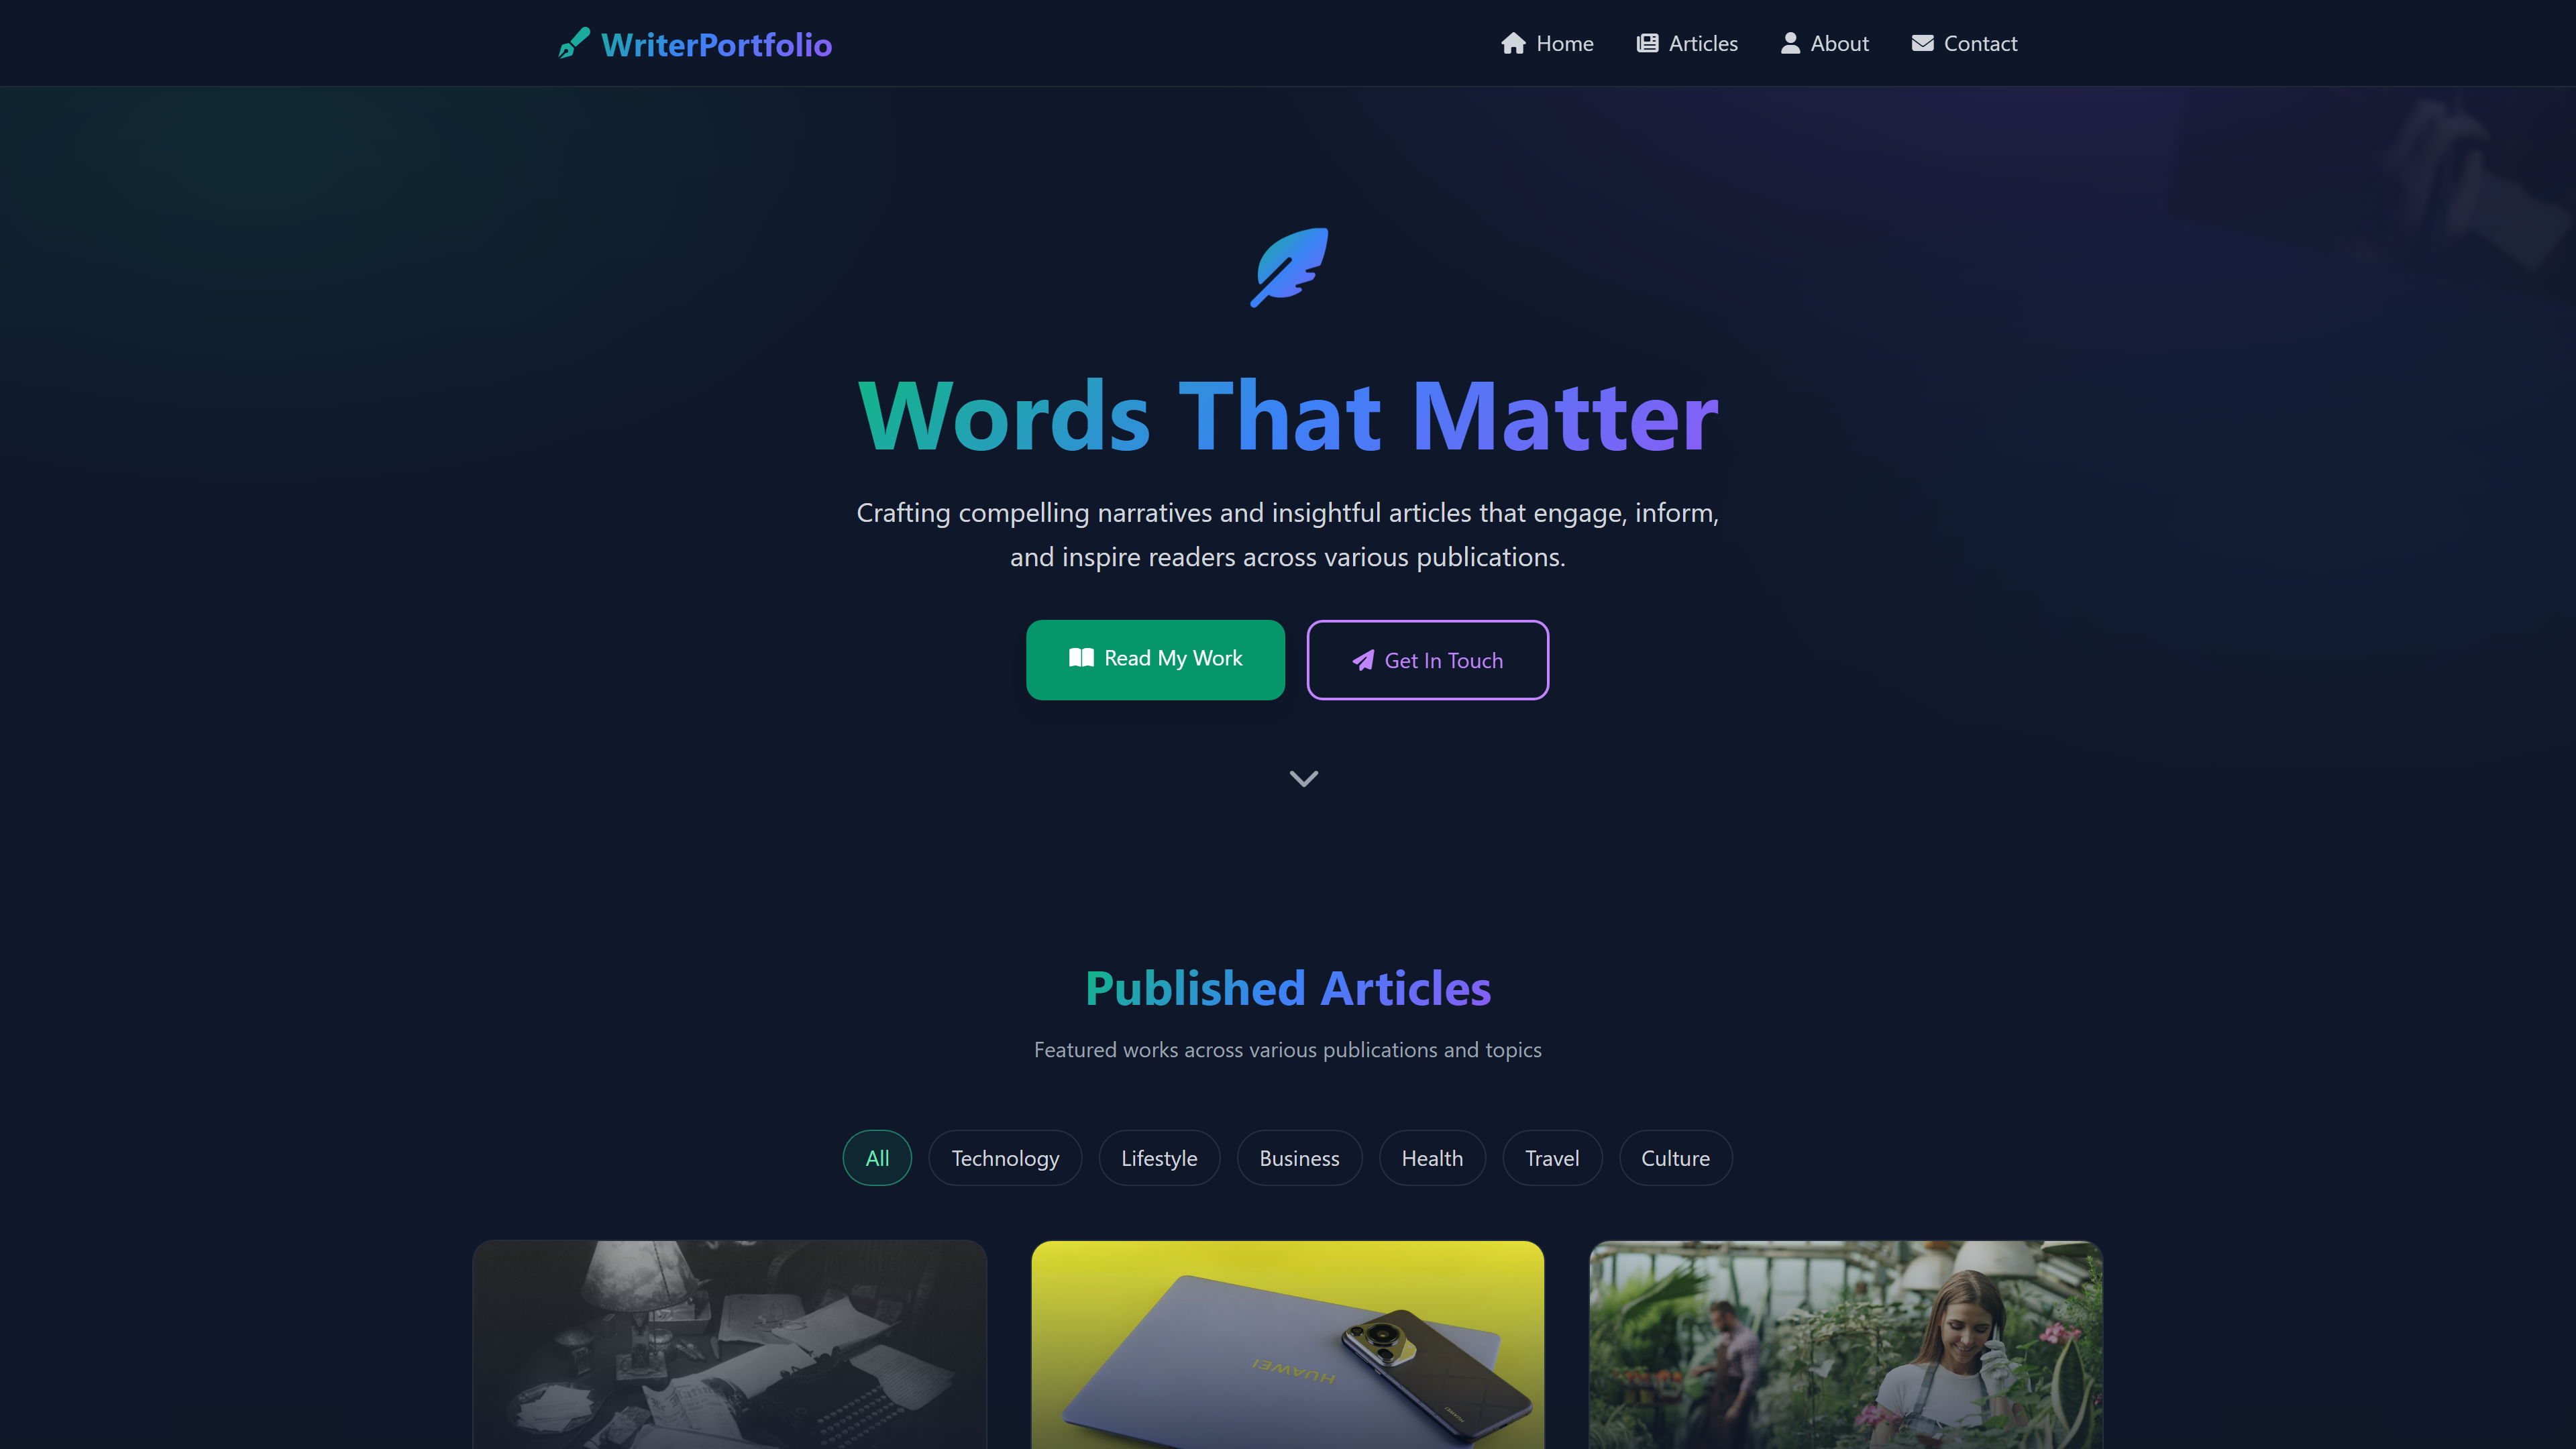 WriterPortfolio
Home
Articles
About
Contact
Words That Matter
Crafting compelling narratives and insightful articles that engage, inform,
and inspire readers across various publications.
Read My Work
Get In Touch
Published Articles
Featured works across various publications and topics
All
Technology
Lifestyle
Business
Health
Travel
Culture
HUAWEI
HUAWEI